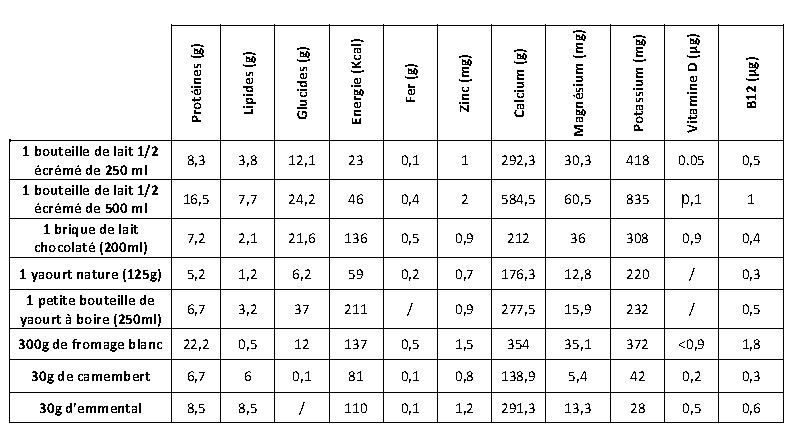 Protéines (g) Lipides (g) Glucides (g) Energie (Kcal) Fer (g) Zinc (mg) Calcium (g) Magnésium (mg) Potassium (mg) Vitamine D (µg) B12 (µg)
1 bouteille de lait 1/2
écrémé de 250 ml 8,3 3,8 12,1 23 0,1 1 292,3 30,3 418 0.05 0,5
1 bouteille de lait 1/2
écrémé de 500 ml 16,5 7,7 24,2 46 0,4 2 584,5 60,5 835 0,1 1
1 brique de lait
chocolaté (200ml) 7,2 2,1 21,6 136 0,5 0,9 212 36 308 0,9 0,4
1 yaourt nature (125g) 5,2 1,2 6,2 59 0,2 0,7 176,3 12,8 220 / 0,3
1 petite bouteille de
yaourt à boire (250ml) 6,7 3,2 37 211 / 0,9 277,5 15,9 232 / 0,5
300g de fromage blanc 22,2 0,5 12 137 0,5 1,5 354 35,1 372 <0,9 1,8
30g de camembert 6,7 6 0,1 81 0,1 0,8 138,9 5,4 42 0,2 0,3
30g d'emmental 8,5 8,5 / 110 0,1 1,2 291,3 13,3 28 0,5 0,6